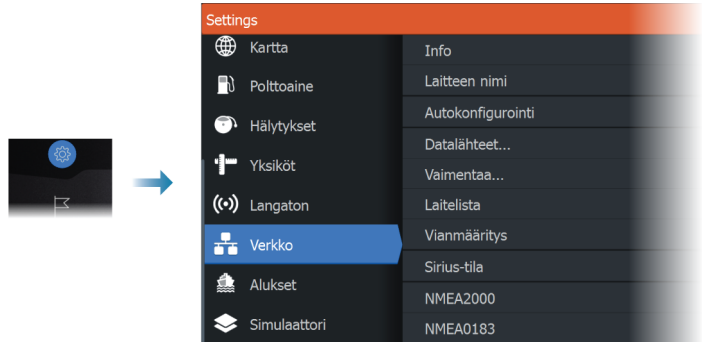 Settings
Kartta
Polttoaine
Hälytykset
Yksiköt
Langaton
Verkko
Alukset
Simulaattori
Info
Laitteen nimi
Autokonfigurointi
Datalähteet...
Vaimentaa...
Laitelista
Vianmääritys
Sirius-tila
NMEA2000
NMEA0183